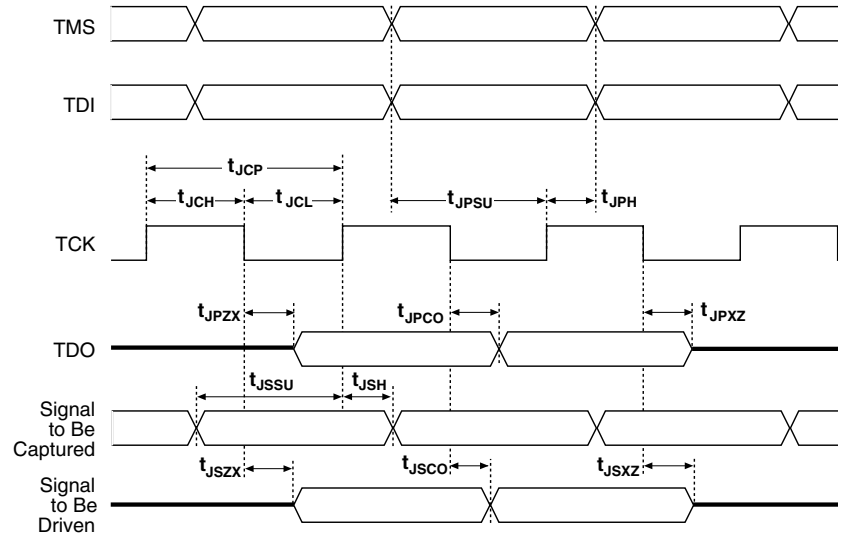 TMS
TDI
tJCP
tJCH
tJCL
tJPSU
tJPH
TCK
tJPZX
tJPCO
tJPXZ
TDO
tJSSU
tJSH
Signal
to Be
Captured
tJSZX
tJSCO
tJSXZ
Signal
to Be
Driven